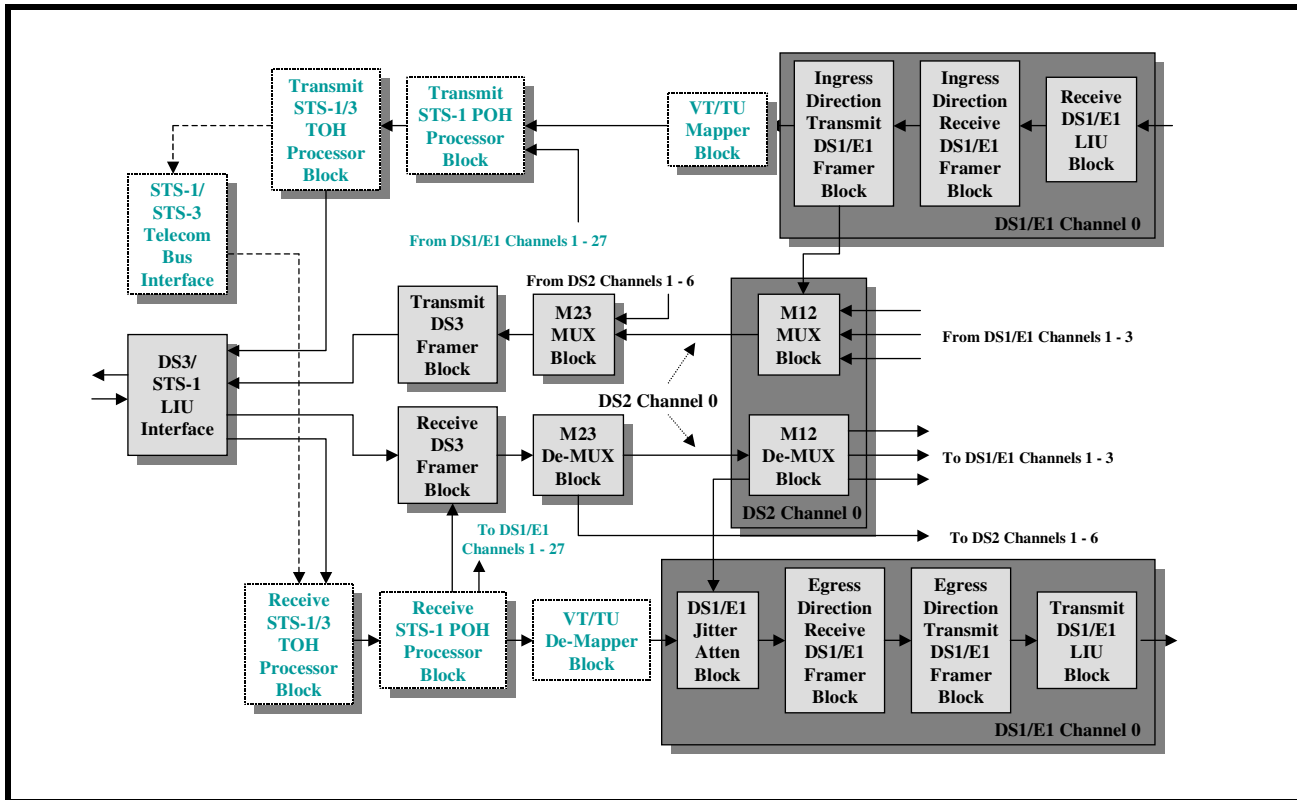 Transmit
STS-1/3
TOH
Processor
Block
Transmit
STS-1 POH
Processor
Block
VT/TU
Mapper
Block
Ingress
Direction
Transmit
DS1/E1
Framer
Block
Ingress
Direction
Receive
DS1/E1
Framer
Block
Receive
DS1/E1
LIU
Block
DS1/E1 Channel 0
STS-1/
STS-3
Telecom
Bus
Interface
From DS1/E1 Channels 1 - 27
From DS2 Channels 1 - 6
Transmit
DS3
Framer
Block
M23
MUX
Block
M12
MUX
Block
From DS1/E1 Channels 1 - 3
DS3/
STS-1
LIU
Interface
DS2 Channel 0
Receive
DS3
Framer
Block
M23
De-MUX
Block
M12
De-MUX
Block
To DS1/E1 Channels 1 - 3
DS2 Channel 0
To DS1/E1
Channels 1 - 27
To DS2 Channels 1 - 6
Receive
STS-1/3
TOH
Processor
Block
Receive
STS-1 POH
Processor
Block
VT/TU
De-Mapper
Block
DS1/E1
Jitter
Atten
Block
Egress
Direction
Receive
DS1/E1
Framer
Block
Egress
Direction
Transmit
DS1/E1
Framer
Block
Transmit
DS1/E1
LIU
Block
DS1/E1 Channel 0